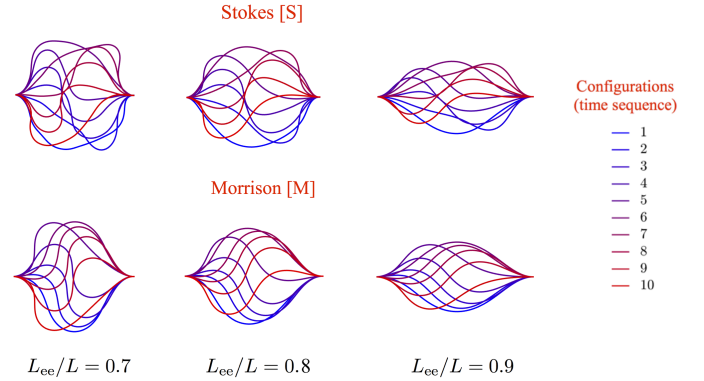 Stokes [S]
Configurations
(time sequence)
1
2
3
4
5
6
7
8
9
10
Morrison [M]
L_ee/L = 0.7
L_ee/L = 0.8
L_ee/L = 0.9